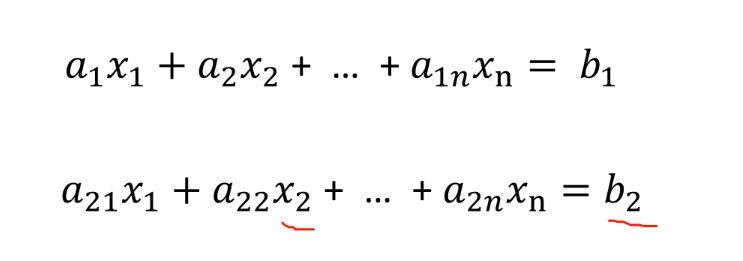 a₁x₁ + a₂x₂ + … + a₁ₙxₙ = b₁
a₂₁x₁ + a₂₂x₂ + … + a₂ₙxₙ = b₂